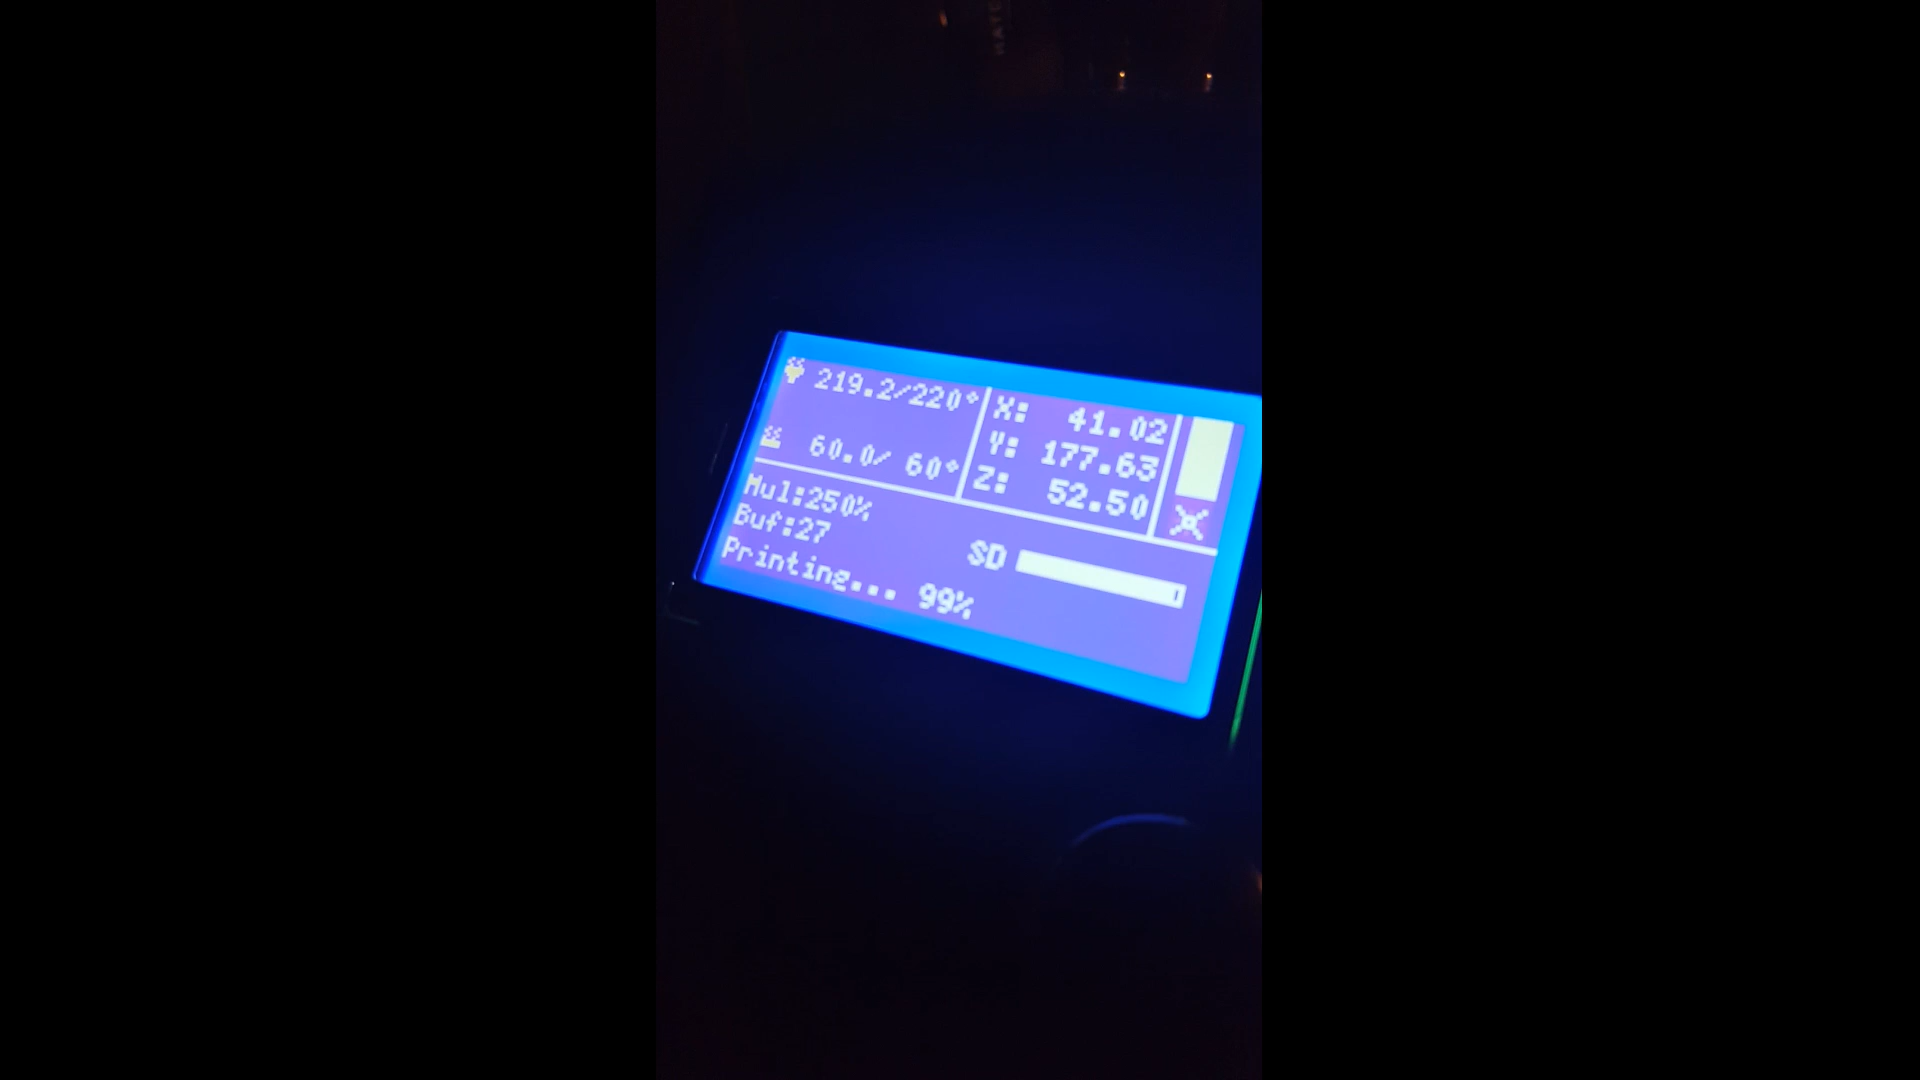 219.2/220°
60.0/ 60°
X: 41.02
Y: 177.63
Z: 52.50
Mul:250%
Buf:27
SD
Printing... 99%